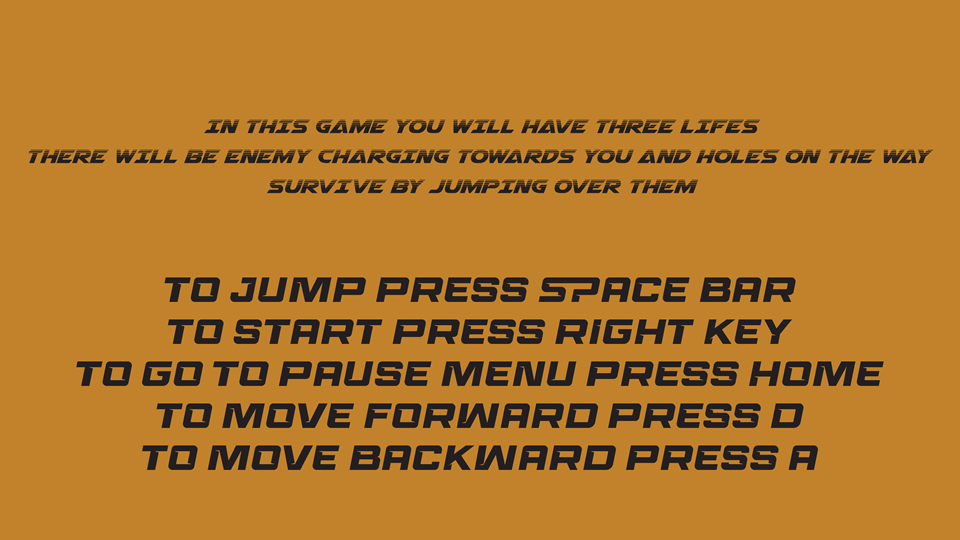 IN THIS GAME YOU WILL HAVE THREE LIFES
THERE WILL BE ENEMY CHARGING TOWARDS YOU AND HOLES ON THE WAY
SURVIVE BY JUMPING OVER THEM
TO JUMP PRESS SPACE BAR
TO START PRESS RIGHT KEY
TO GO TO PAUSE MENU PRESS HOME
TO MOVE FORWARD PRESS D
TO MOVE BACKWARD PRESS A